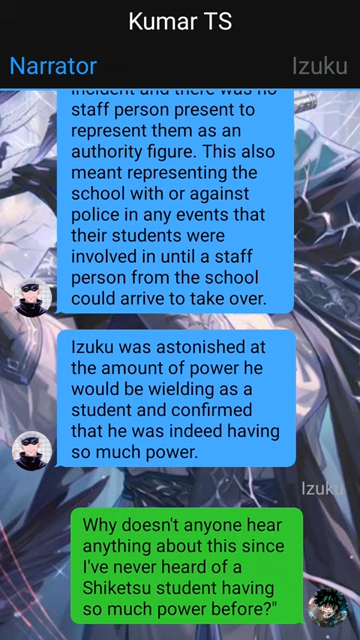 Kumar TS
Narrator Izuku
incident and there was no
staff person present to
represent them as an
authority figure. This also
meant representing the
school with or against
police in any events that
their students were
involved in until a staff
person from the school
could arrive to take over.
Izuku was astonished at
the amount of power he
would be wielding as a
student and confirmed
that he was indeed having
so much power.
Izuku
Why doesn't anyone hear
anything about this since
I've never heard of a
Shiketsu student having
so much power before?"